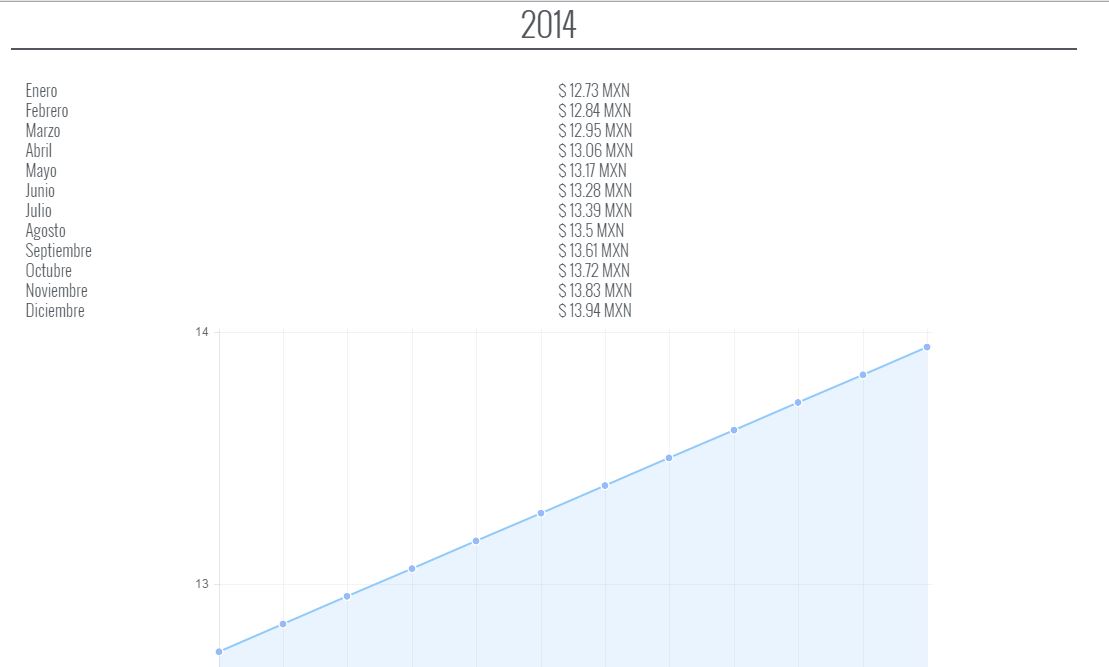 2014
Enero $ 12.73 MXN
Febrero $ 12.84 MXN
Marzo $ 12.95 MXN
Abril $ 13.06 MXN
Mayo $ 13.17 MXN
Junio $ 13.28 MXN
Julio $ 13.39 MXN
Agosto $ 13.5 MXN
Septiembre $ 13.61 MXN
Octubre $ 13.72 MXN
Noviembre $ 13.83 MXN
Diciembre $ 13.94 MXN
14
13